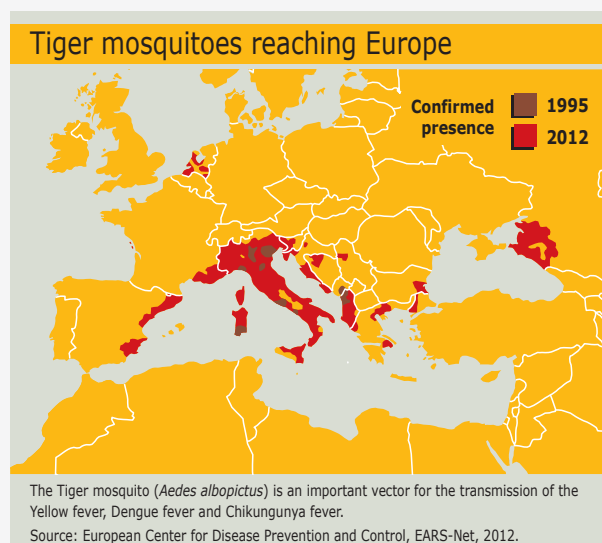 Tiger mosquitoes reaching Europe
Confirmed presence
1995
2012
The Tiger mosquito (Aedes albopictus) is an important vector for the transmission of the
Yellow fever, Dengue fever and Chikungunya fever.
Source: European Center for Disease Prevention and Control, EARS-Net, 2012.